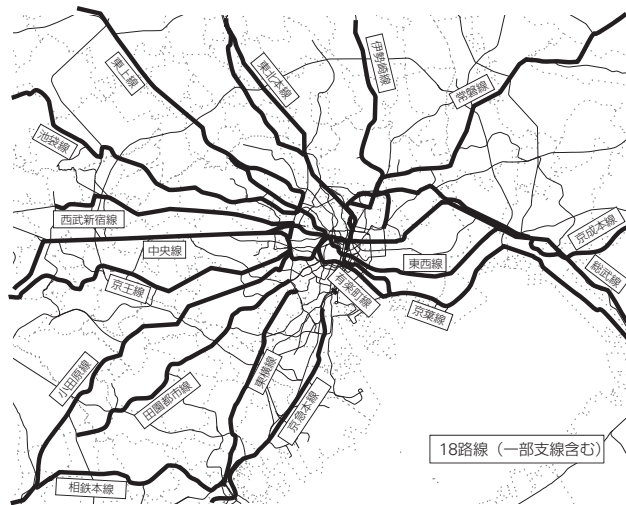 東上線
東北本線
伊勢崎線
常磐線
池袋線
西武新宿線
中央線
京王線
東西線
京成本線
総武線
有楽町線
京葉線
小田原線
田園都市線
東横線
京急本線
相鉄本線
18路線（一部支線含む）